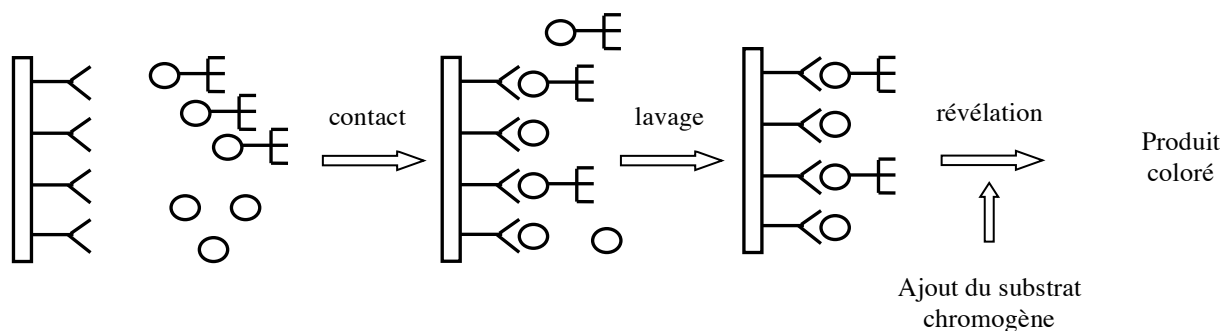 contact
lavage
révélation
Produit
coloré
Ajout du substrat
chromogène